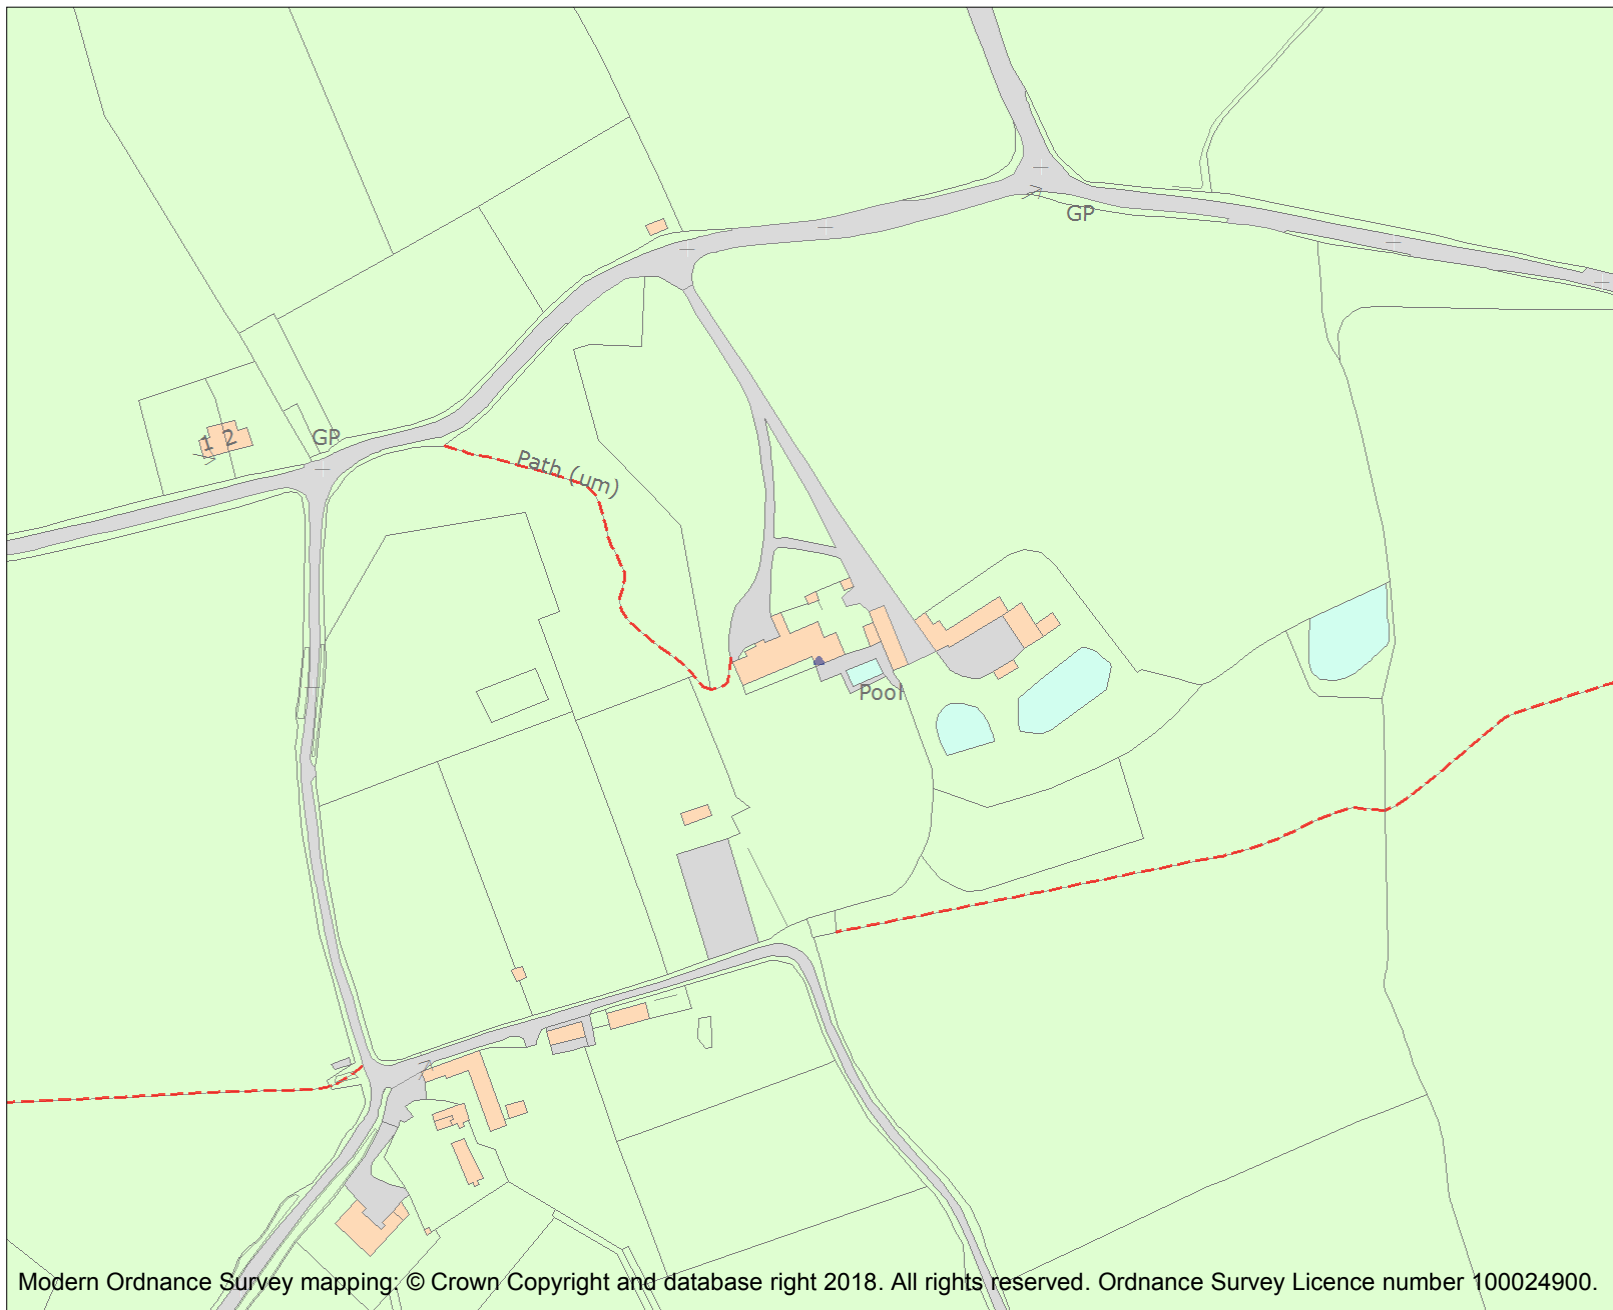 GP
GP
1 2
Path (um)
Pool
Modern Ordnance Survey mapping: © Crown Copyright and database right 2018. All rights reserved. Ordnance Survey Licence number 100024900.